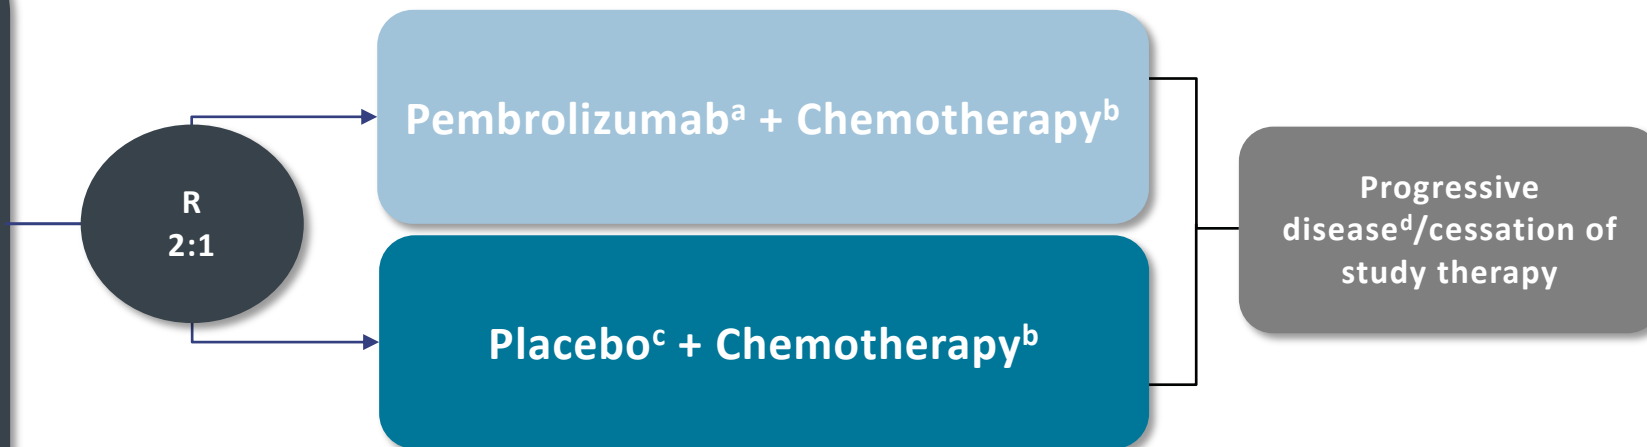 R
2:1
Pembrolizumabᵃ + Chemotherapyᵇ
Placeboᶜ + Chemotherapyᵇ
Progressive
diseaseᵈ/cessation of
study therapy